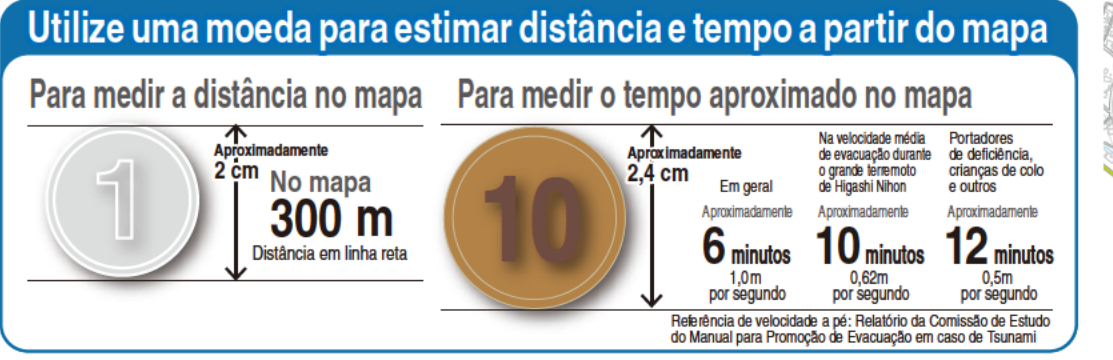 Utilize uma moeda para estimar distância e tempo a partir do mapa
Para medir a distância no mapa
1
Aproximadamente
2 cm
No mapa
300 m
Distância em linha reta
Para medir o tempo aproximado no mapa
10
Aproximadamente
2,4 cm
Em geral
Aproximadamente
6 minutos
1,0m
por segundo
Na velocidade média
de evacuação durante
o grande terremoto
de Higashi Nihon
Aproximadamente
10 minutos
0,62m
por segundo
Portadores
de deficiência,
crianças de colo
e outros
Aproximadamente
12 minutos
0,5m
por segundo
Referência de velocidade a pé: Relatório da Comissão de Estudo
do Manual para Promoção de Evacuação em caso de Tsunami